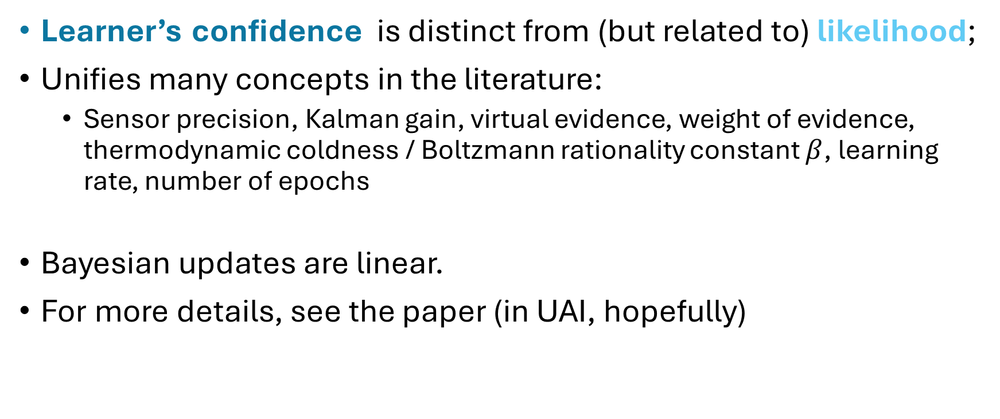 • Learner’s confidence is distinct from (but related to) likelihood;
• Unifies many concepts in the literature:
• Sensor precision, Kalman gain, virtual evidence, weight of evidence,
thermodynamic coldness / Boltzmann rationality constant β, learning
rate, number of epochs
• Bayesian updates are linear.
• For more details, see the paper (in UAI, hopefully)